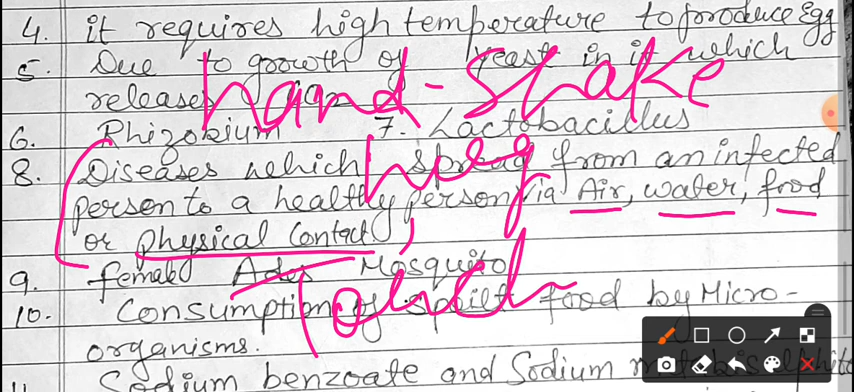 4. it requires high temperature to produce Egg
5. Due to growth of yeast in it which
releases
hand-shake
6. Rhizobium 7. Lactobacillus
8. Diseases which spread from an infected
hug
person to a healthy person via Air, water, food
or physical Contact
Touch
9. female Mosquito
10. Consumption of spoilt food by Micro-
organisms.
Sodium benzoate and Sodium